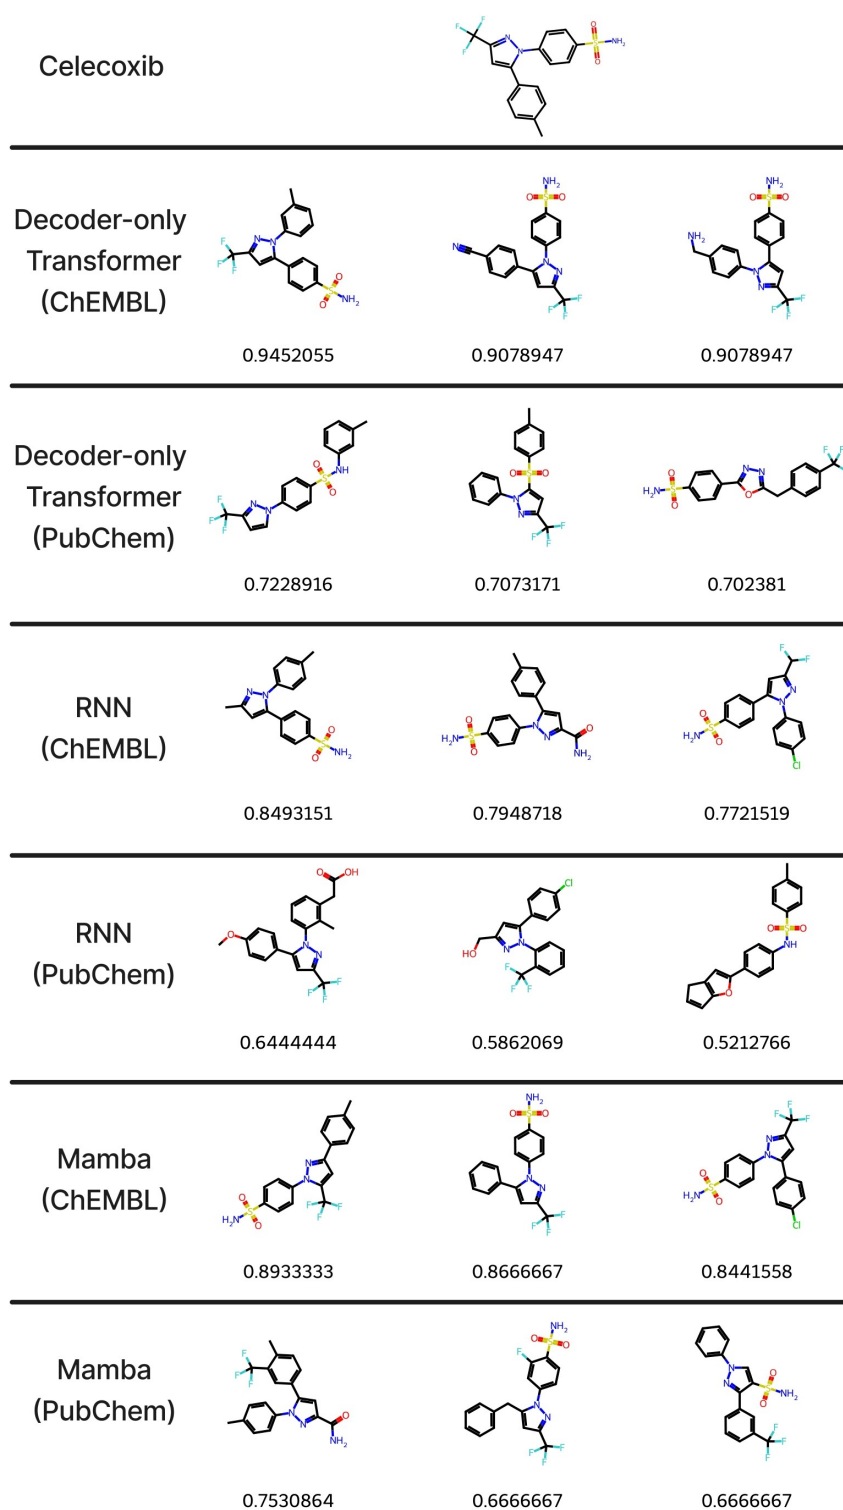 Celecoxib
Decoder-only
Transformer
(ChEMBL)
0.9452055 0.9078947 0.9078947
Decoder-only
Transformer
(PubChem)
0.7228916 0.7073171 0.702381
RNN
(ChEMBL)
0.8493151 0.7948718 0.7721519
RNN
(PubChem)
0.6444444 0.5862069 0.5212766
Mamba
(ChEMBL)
0.8933333 0.8666667 0.8441558
Mamba
(PubChem)
0.7530864 0.6666667 0.6666667